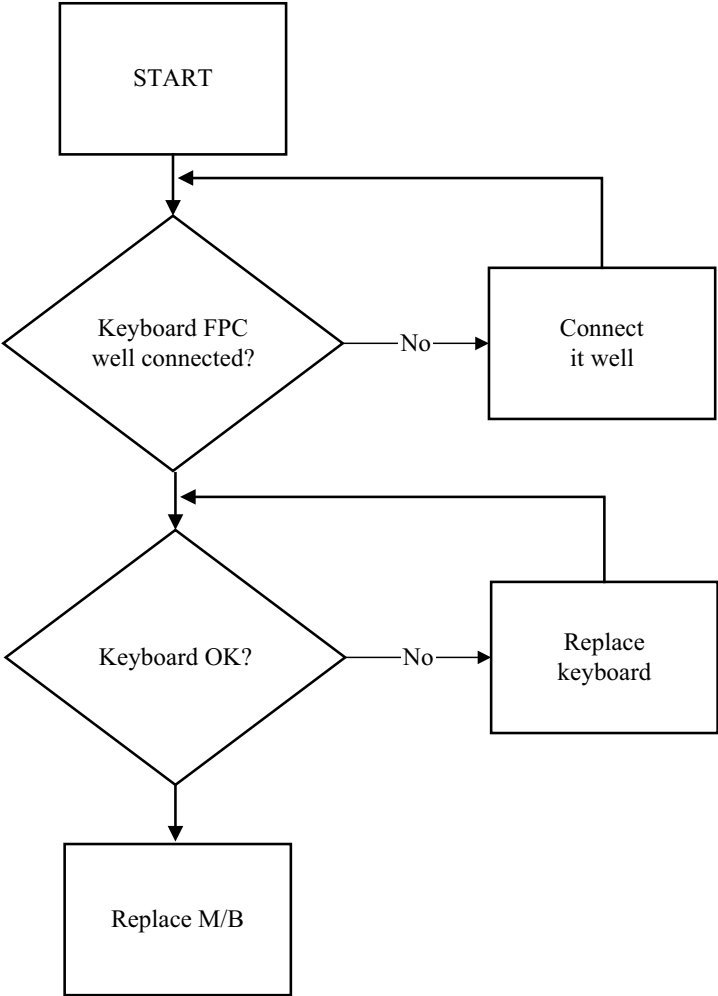 START
Keyboard FPC
well connected?
No
Connect
it well
Keyboard OK?
No
Replace
keyboard
Replace M/B